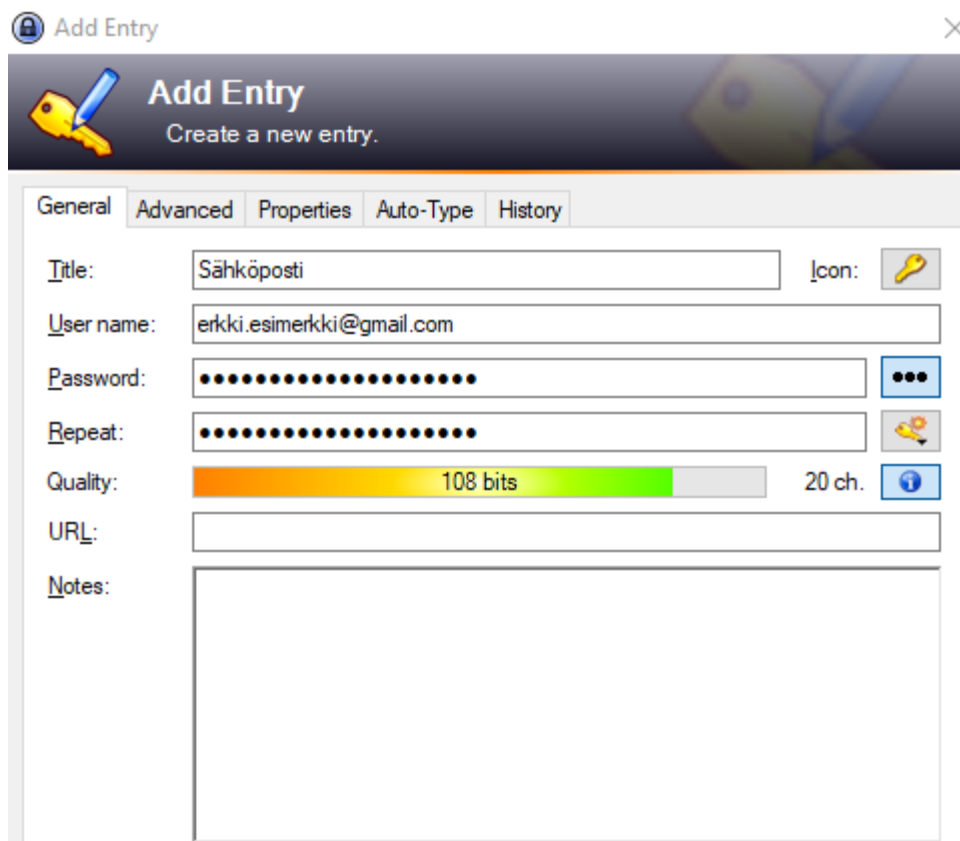 Add Entry
Add Entry
Create a new entry.
General Advanced Properties Auto-Type History
Title: Sähköposti Icon:
User name: erkki.esimerkki@gmail.com
Password: ●●●●●●●●●●●●●●●●●●●● ●●●
Repeat: ●●●●●●●●●●●●●●●●●●●●
Quality: 108 bits 20 ch.
URL:
Notes: